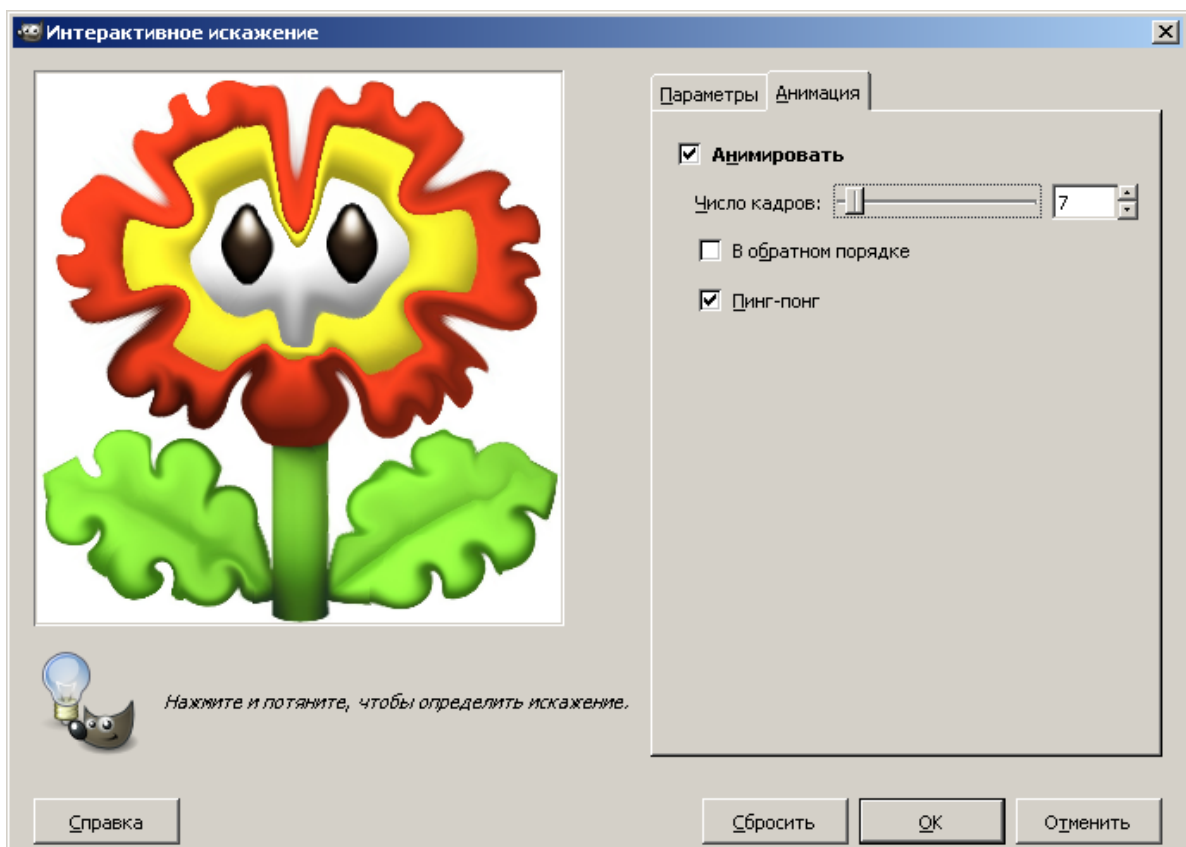 Интерактивное искажение
Параметры Анимация
Анимировать
Число кадров: 7
В обратном порядке
Пинг-понг
Нажмите и потяните, чтобы определить искажение.
Справка Сбросить OK Отменить